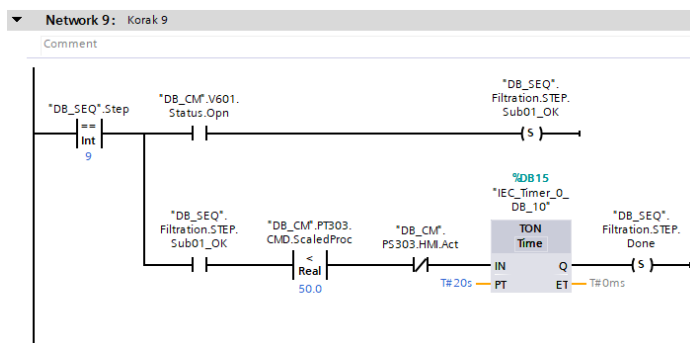 Network 9: Korak 9
Comment
"DB_SEQ".Step
==
Int
9
"DB_CM".V601.
Status.Opn
"DB_SEQ".
Filtration.STEP.
Sub01_OK
S
"DB_SEQ".
Filtration.STEP.
Sub01_OK
"DB_CM".PT303.
CMD.ScaledProc
<
Real
50.0
"DB_CM".
PS303.HMI.Act
%DB15
"IEC_Timer_0_
DB_10"
TON
Time
IN Q
T#20s PT ET T#0ms
"DB_SEQ".
Filtration.STEP.
Done
S